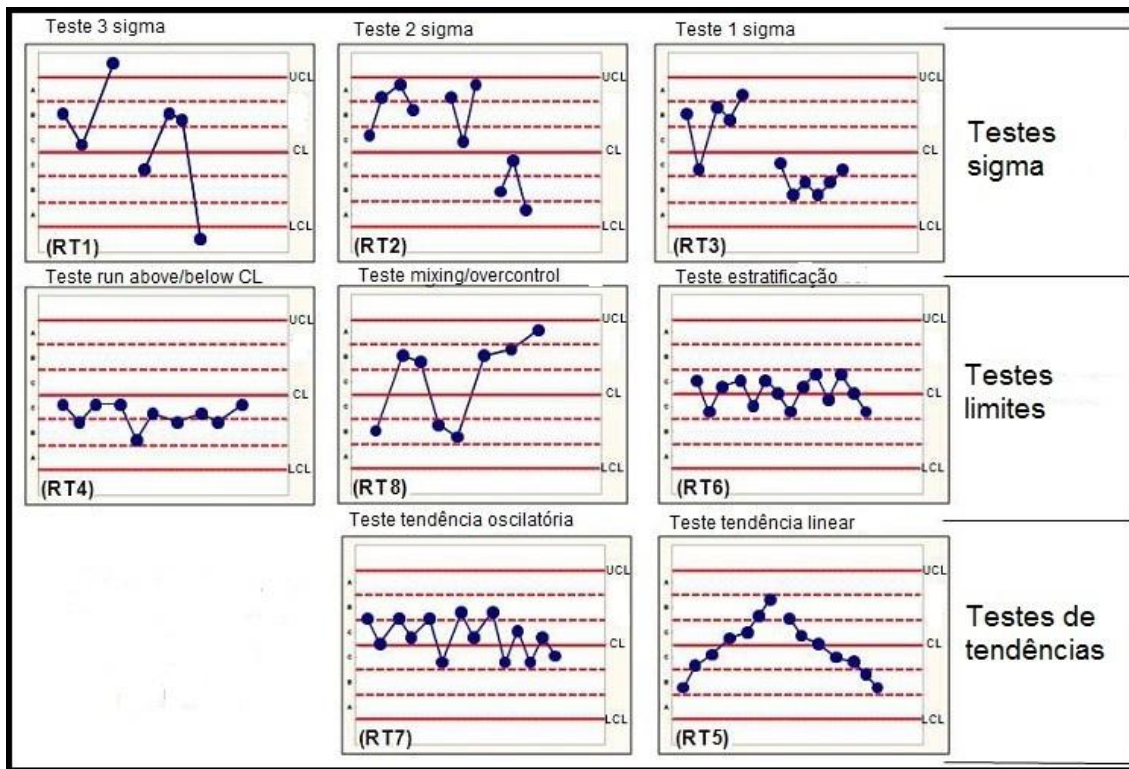 Teste 3 sigma
Teste 2 sigma
Teste 1 sigma
A
B
C
C
B
A
UCL
CL
LCL
(RT1)
A
B
C
C
B
A
UCL
CL
LCL
(RT2)
A
B
C
C
B
A
UCL
CL
LCL
(RT3)
Testes
sigma
Teste run above/below CL
Teste mixing/overcontrol
Teste estratificação
A
B
C
C
B
A
UCL
CL
LCL
(RT4)
A
B
C
C
B
A
UCL
CL
LCL
(RT8)
A
B
C
C
B
A
UCL
CL
LCL
(RT6)
Testes
limites
Teste tendência oscilatória
Teste tendência linear
A
B
C
C
B
A
UCL
CL
LCL
(RT7)
A
B
C
C
B
A
UCL
CL
LCL
(RT5)
Testes de
tendências